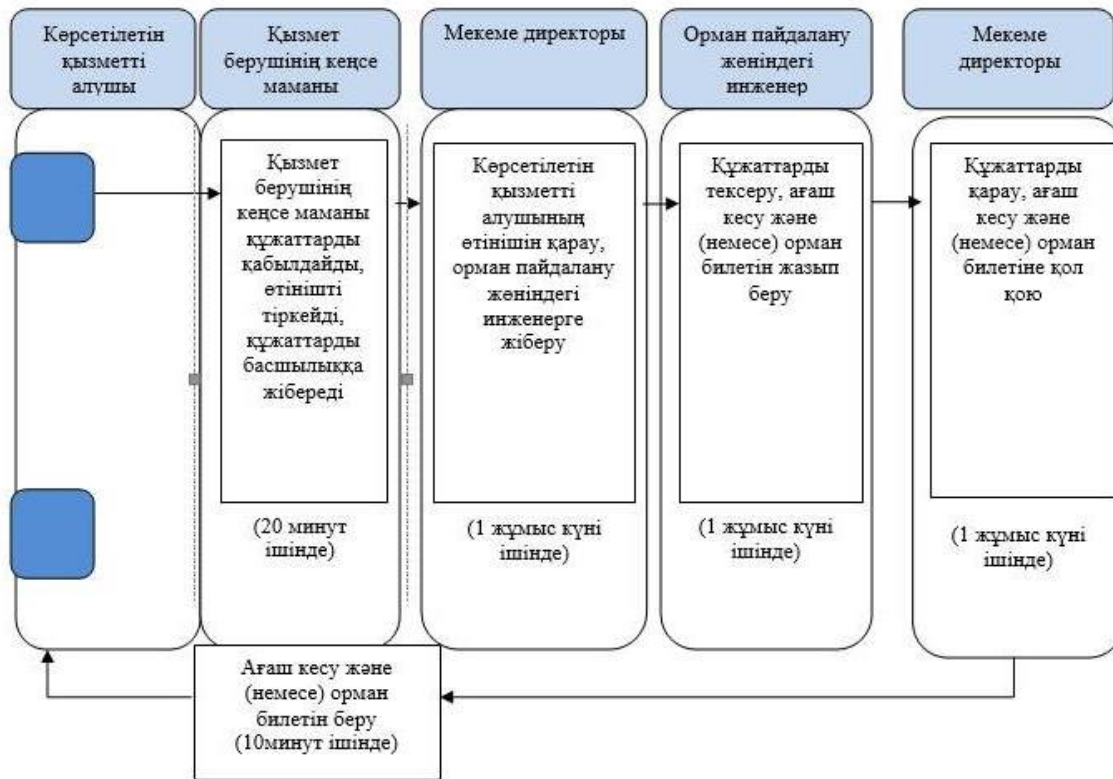 Көрсетілетін
қызметті
алушы
Қызмет
берушінің кеңсе
маманы
Мекеме директоры
Орман пайдалану
жөніндегі
инженер
Мекеме
директоры
Қызмет
берушінің
кеңсе маманы
құжаттарды
қабылдайды,
өтінішті
тіркейді,
құжаттарды
басшылыққа
жібереді
(20 минут
ішінде)
Көрсетілетін
қызметті
алушының
өтінішін қарау,
орман пайдалану
жөніндегі
инженерге
жіберу
(1 жұмыс күні
ішінде)
Құжаттарды
тексеру, ағаш
кесу және
(немесе) орман
билетін жазып
беру
(1 жұмыс күні
ішінде)
Құжаттарды
қарау, ағаш
кесу және
(немесе) орман
билетіне қол
қою
(1 жұмыс күні
ішінде)
Ағаш кесу және
(немесе) орман
билетін беру
(10минут ішінде)